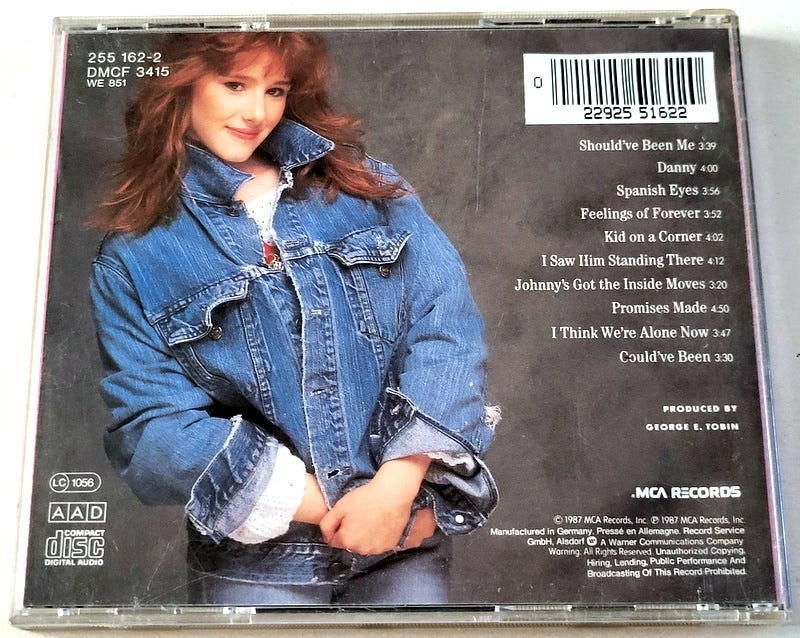 255 162-2
DMCF 3415
WE 851
0
22925 51622
Should've Been Me 3:39
Danny 4:00
Spanish Eyes 3:56
Feelings of Forever 3:52
Kid on a Corner 4:02
I Saw Him Standing There 4:12
Johnny's Got the Inside Moves 3:20
Promises Made 4:50
I Think We're Alone Now 3:47
Could've Been 3:30
PRODUCED BY
GEORGE E. TOBIN
MCA RECORDS
LC 1056
AAD
COMPACT
disc
DIGITAL AUDIO
© 1987 MCA Records, Inc. ℗ 1987 MCA Records, Inc.
Manufactured in Germany. Pressé en Allemagne. Record Service
GmbH, Alsdorf A Warner Communications Company
Warning: All Rights Reserved. Unauthorized Copying,
Hiring, Lending, Public Performance And
Broadcasting Of This Record Prohibited.